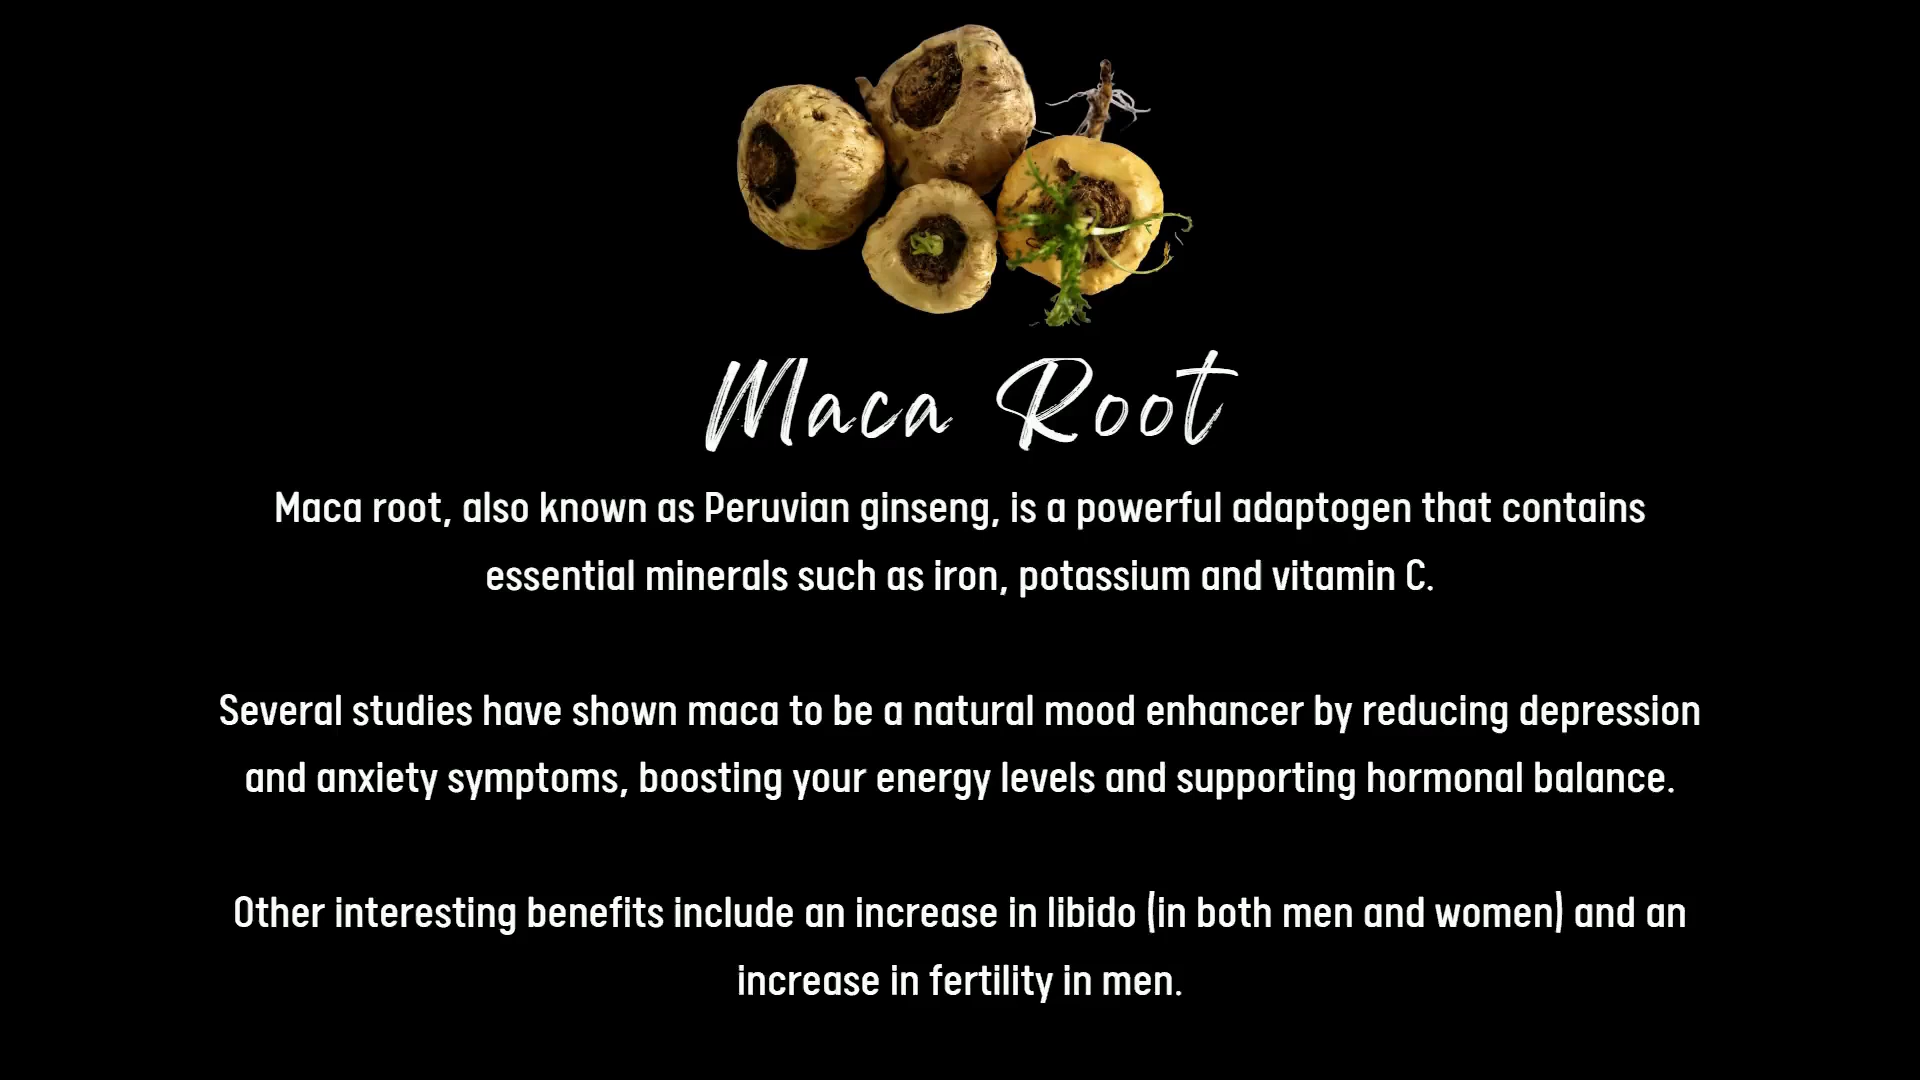 Maca Root
Maca root, also known as Peruvian ginseng, is a powerful adaptogen that contains
essential minerals such as iron, potassium and vitamin C.
Several studies have shown maca to be a natural mood enhancer by reducing depression
and anxiety symptoms, boosting your energy levels and supporting hormonal balance.
Other interesting benefits include an increase in libido (in both men and women) and an
increase in fertility in men.